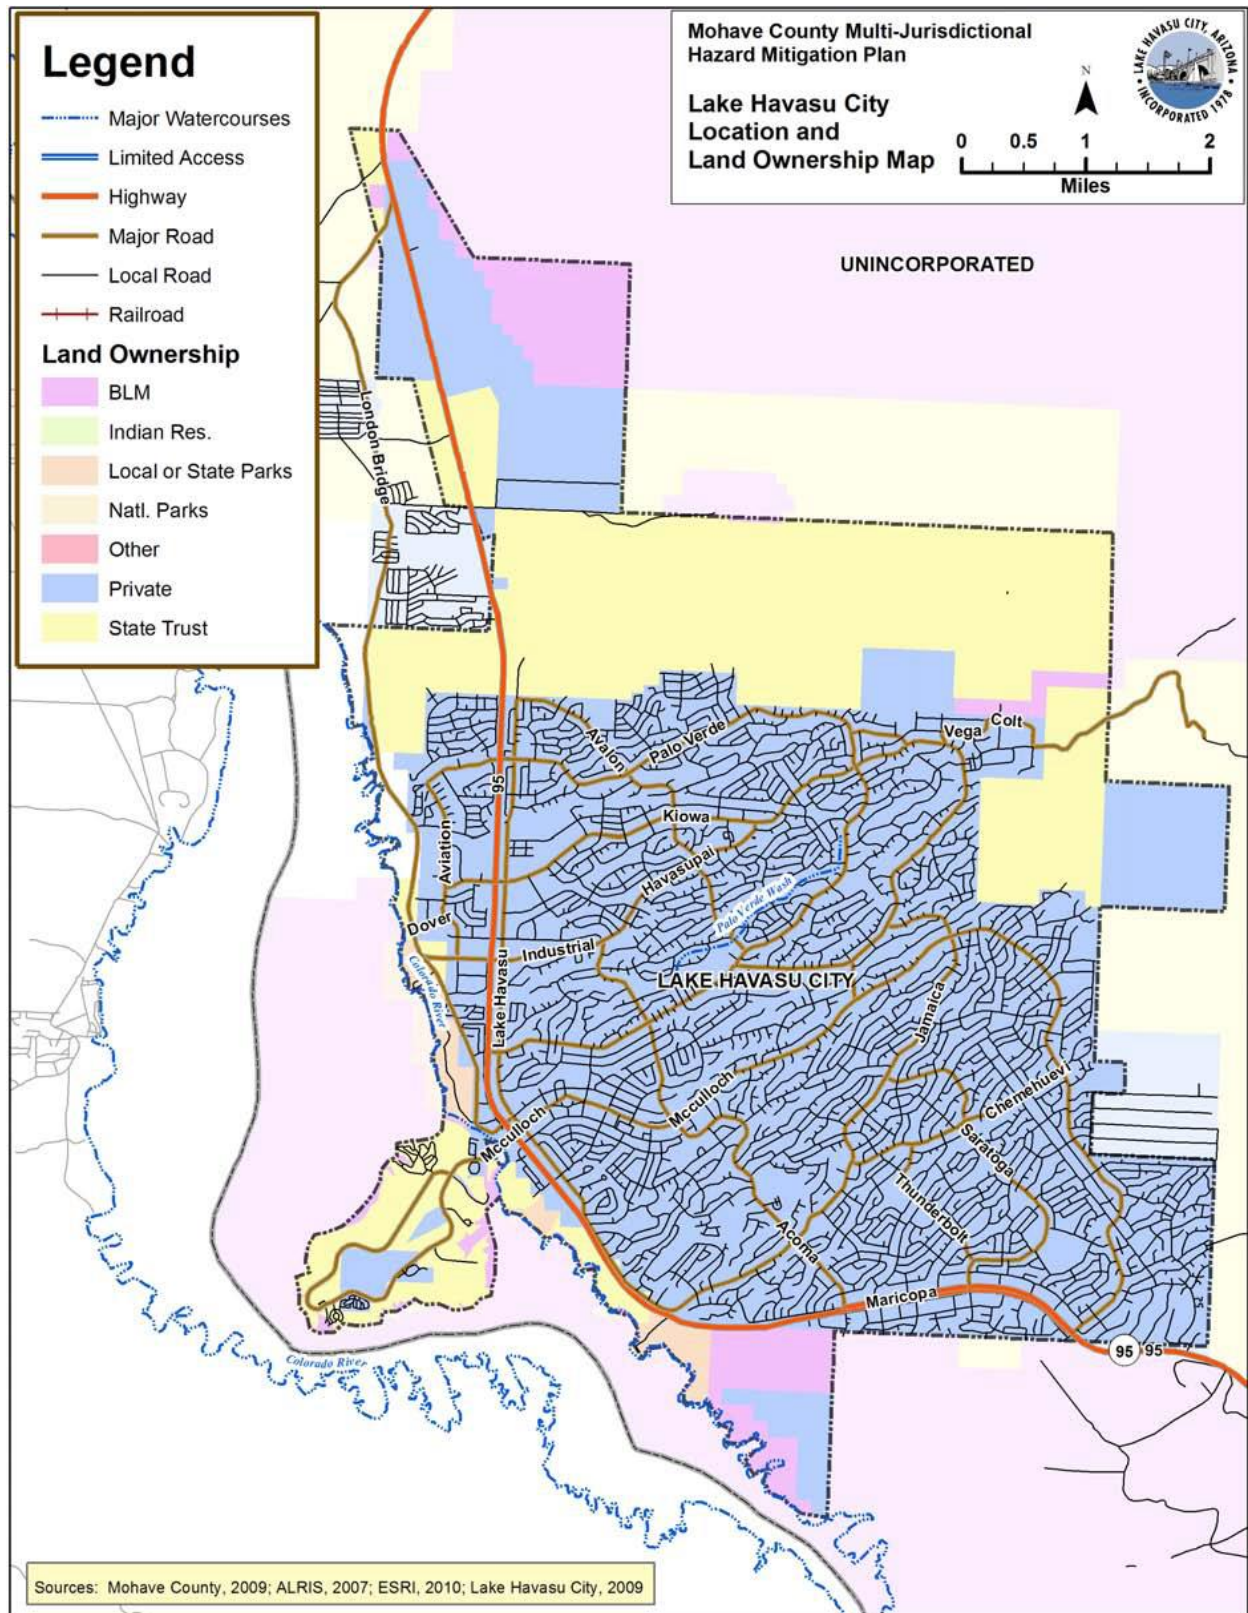 Legend
Major Watercourses
Limited Access
Highway
Major Road
Local Road
Railroad
Land Ownership
BLM
Indian Res.
Local or State Parks
Natl. Parks
Other
Private
State Trust
Mohave County Multi-Jurisdictional
Hazard Mitigation Plan
Lake Havasu City
Location and
Land Ownership Map
N
0 0.5 1 2
Miles
LAKE HAVASU CITY, ARIZONA
INCORPORATED 1978
UNINCORPORATED
London Bridge
Avalon
Palo Verde
Vega
Colt
95
Kiowa
Aviation
Havasupai
Palo Verde Wash
Dover
Industrial
Colorado River
Lake Havasu
LAKE HAVASU CITY
Jamaica
Mcculloch
Mcculloch
Chemehuevi
Saratoga
Thunderbolt
Acoma
Maricopa
95 95
Colorado River
Sources: Mohave County, 2009; ALRIS, 2007; ESRI, 2010; Lake Havasu City, 2009